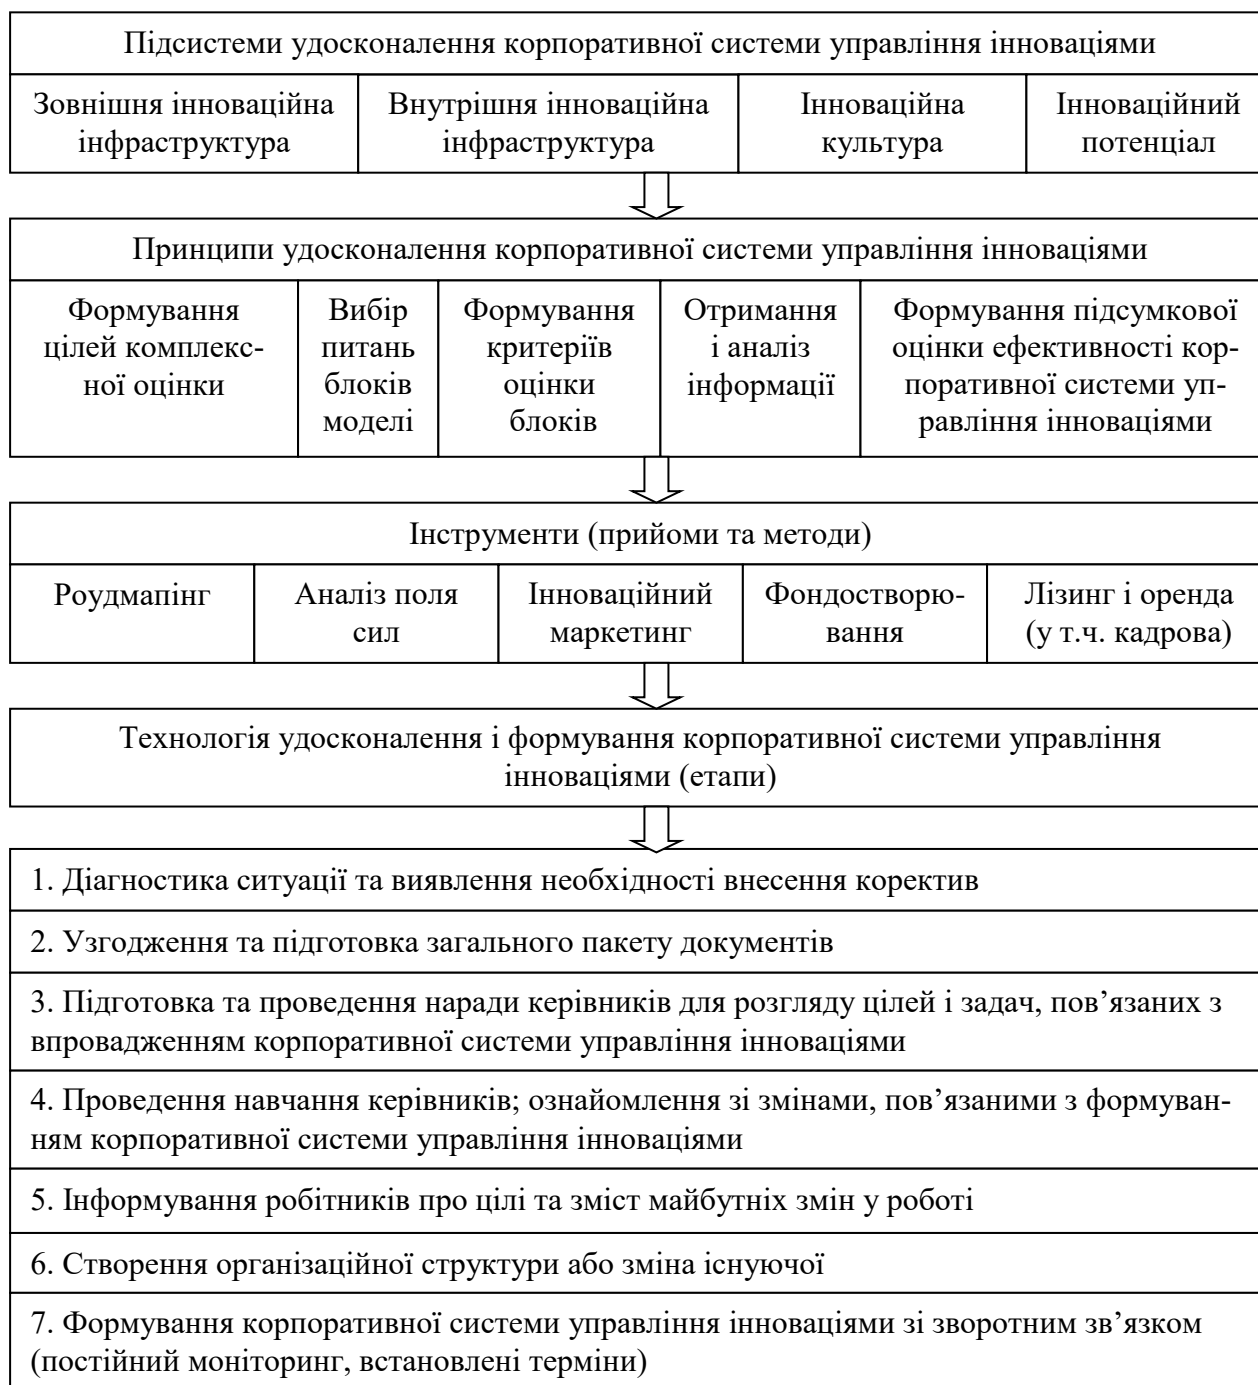 Підсистеми удосконалення корпоративної системи управління інноваціями
Зовнішня інноваційна
інфраструктура
Внутрішня інноваційна
інфраструктура
Інноваційна
культура
Інноваційний
потенціал
Принципи удосконалення корпоративної системи управління інноваціями
Формування
цілей комплекс-
ної оцінки
Вибір
питань
блоків
моделі
Формування
критеріїв
оцінки
блоків
Отримання
і аналіз
інформації
Формування підсумкової
оцінки ефективності кор-
поративної системи уп-
равління інноваціями
Інструменти (прийоми та методи)
Роудмапінг
Аналіз поля
сил
Інноваційний
маркетинг
Фондостворю-
вання
Лізинг і оренда
(у т.ч. кадрова)
Технологія удосконалення і формування корпоративної системи управління
інноваціями (етапи)
1. Діагностика ситуації та виявлення необхідності внесення коректив
2. Узгодження та підготовка загального пакету документів
3. Підготовка та проведення наради керівників для розгляду цілей і задач, пов’язаних з
впровадженням корпоративної системи управління інноваціями
4. Проведення навчання керівників; ознайомлення зі змінами, пов’язаними з формуван-
ням корпоративної системи управління інноваціями
5. Інформування робітників про цілі та зміст майбутніх змін у роботі
6. Створення організаційної структури або зміна існуючої
7. Формування корпоративної системи управління інноваціями зі зворотним зв’язком
(постійний моніторинг, встановлені терміни)